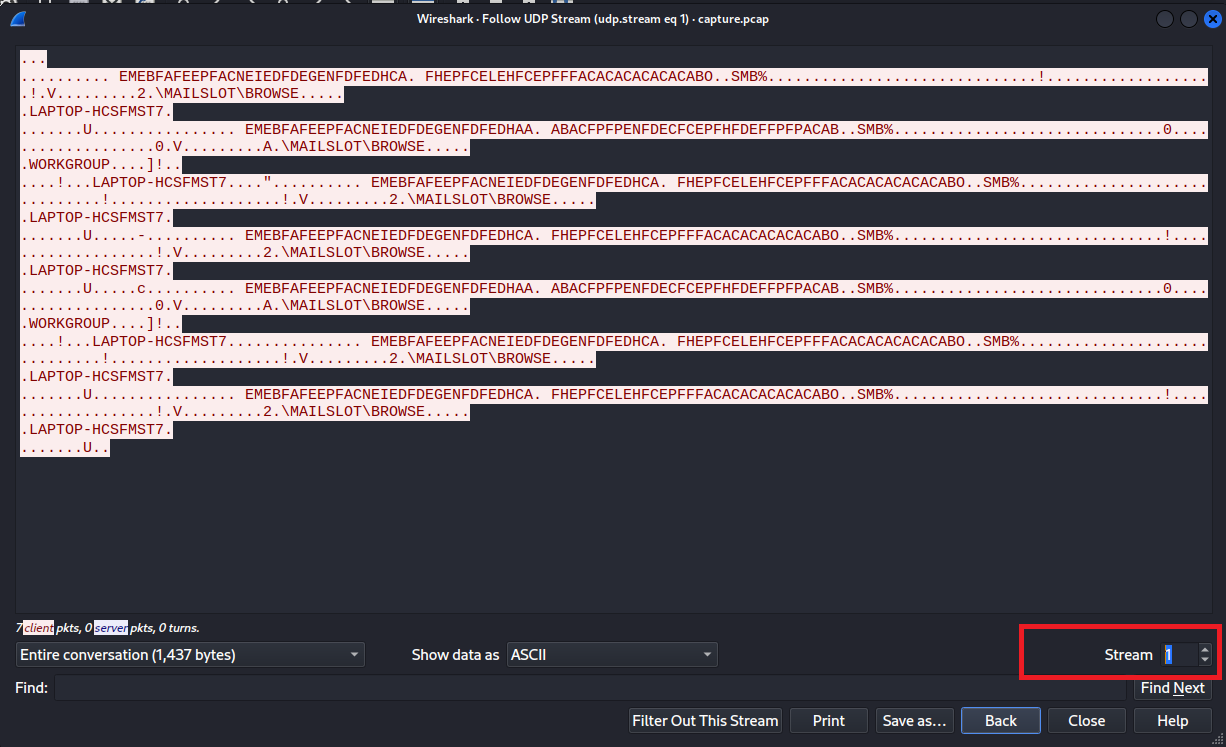 Wireshark · Follow UDP Stream (udp.stream eq 1) · capture.pcap
...
.......... EMEBFAFEEPFACNEIEDFDEGENFDFEDHCA. FHEPFCELEHFCEPFFFACACACACACACABO..SMB%..............................!..................
.!.V.........2.\MAILSLOT\BROWSE.....
.LAPTOP-HCSFMST7.
.......U................ EMEBFAFEEPFACNEIEDFDEGENFDFEDHAA. ABACFPFPENFDECFCEPFHFDEFFPFPACAB..SMB%..............................0....
...............0.V.........A.\MAILSLOT\BROWSE.....
.WORKGROUP....]!..
....!...LAPTOP-HCSFMST7....".......... EMEBFAFEEPFACNEIEDFDEGENFDFEDHCA. FHEPFCELEHFCEPFFFACACACACACACABO..SMB%.....................
.........!...................!.V.........2.\MAILSLOT\BROWSE.....
.LAPTOP-HCSFMST7.
.......U.....-.......... EMEBFAFEEPFACNEIEDFDEGENFDFEDHCA. FHEPFCELEHFCEPFFFACACACACACACABO..SMB%..............................!....
...............!.V.........2.\MAILSLOT\BROWSE.....
.LAPTOP-HCSFMST7.
.......U.....c.......... EMEBFAFEEPFACNEIEDFDEGENFDFEDHAA. ABACFPFPENFDECFCEPFHFDEFFPFPACAB..SMB%..............................0....
...............0.V.........A.\MAILSLOT\BROWSE.....
.WORKGROUP....]!..
....!...LAPTOP-HCSFMST7............... EMEBFAFEEPFACNEIEDFDEGENFDFEDHCA. FHEPFCELEHFCEPFFFACACACACACACABO..SMB%.....................
.........!...................!.V.........2.\MAILSLOT\BROWSE.....
.LAPTOP-HCSFMST7.
.......U................ EMEBFAFEEPFACNEIEDFDEGENFDFEDHCA. FHEPFCELEHFCEPFFFACACACACACACABO..SMB%..............................!....
...............!.V.........2.\MAILSLOT\BROWSE.....
.LAPTOP-HCSFMST7.
.......U..
7 client pkts, 0 server pkts, 0 turns.
Entire conversation (1,437 bytes) Show data as ASCII Stream 1
Find: Find Next
Filter Out This Stream Print Save as… Back Close Help